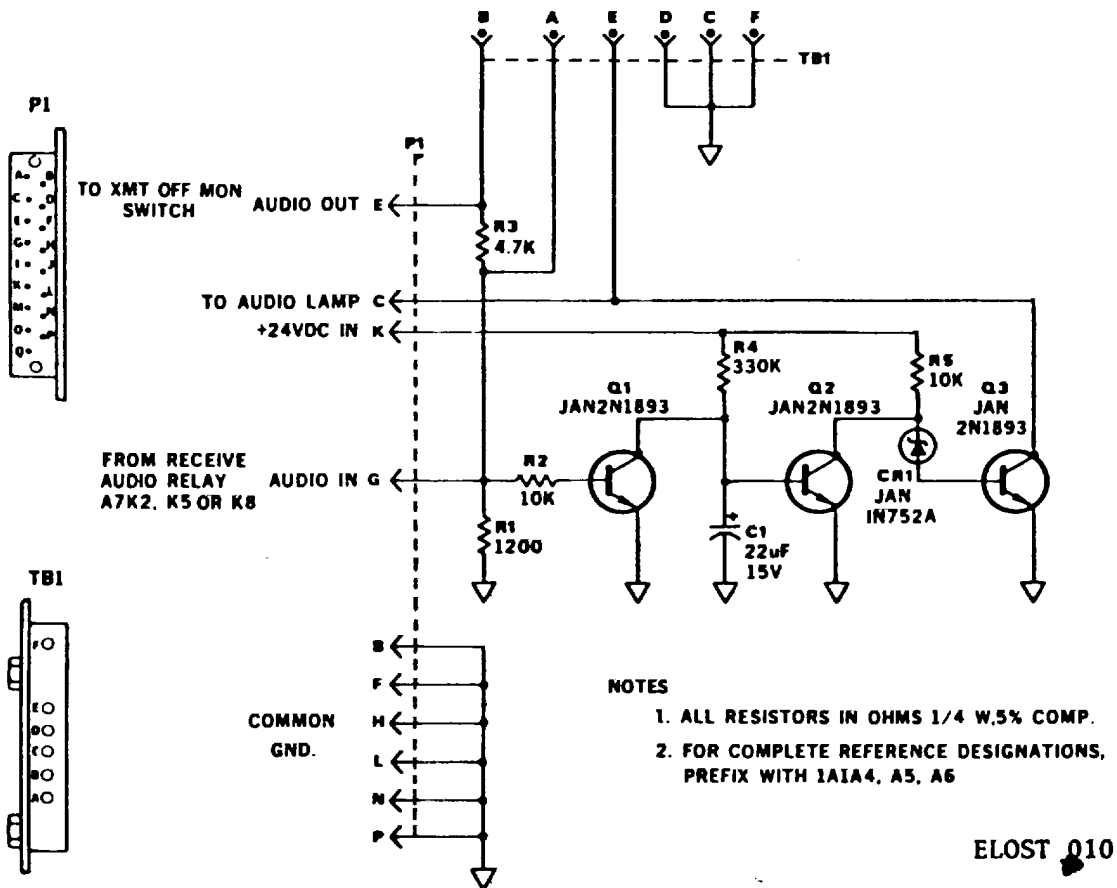 B A E D C F
TB1
P1
P1
A B
C D
E F
G H
I J
K L
M N
O P
Q
TO XMT OFF MON
SWITCH
AUDIO OUT E
R3
4.7K
TO AUDIO LAMP C
+24VDC IN K
R4
330K
R5
10K
Q1
JAN2N1893
Q2
JAN2N1893
Q3
JAN
2N1893
FROM RECEIVE
AUDIO RELAY
A7K2, K5 OR K8
AUDIO IN G
R2
10K
CR1
JAN
IN752A
R1
1200
+
C1
22uF
15V
TB1
F
E
D
C
B
A
B
F
H
L
N
P
COMMON
GND.
NOTES
1. ALL RESISTORS IN OHMS 1/4 W,5% COMP.
2. FOR COMPLETE REFERENCE DESIGNATIONS,
PREFIX WITH 1AIA4, A5, A6
ELOST 010